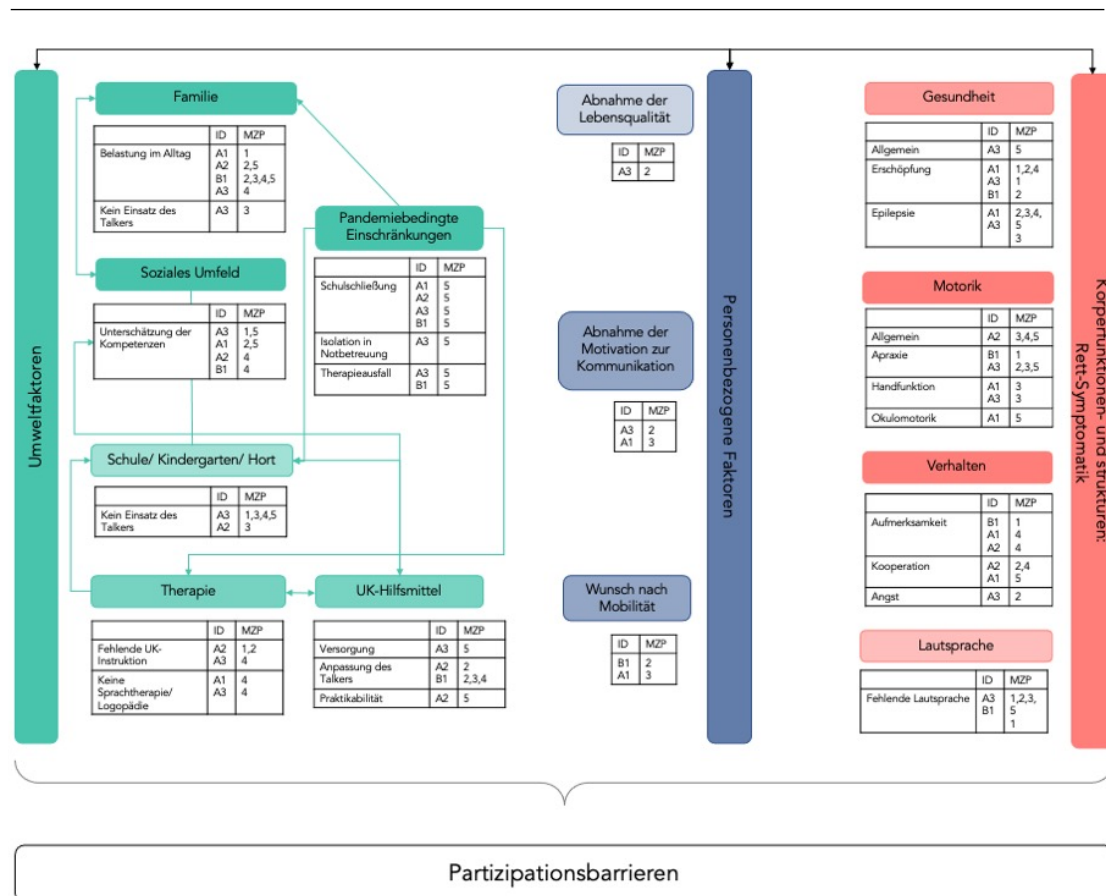 Umweltfaktoren
Familie
ID MZP
Belastung im Alltag A1 1
A2 2,5
B1 2,3,4,5
A3 4
Kein Einsatz des A3 3
Talkers
Pandemiebedingte
Einschränkungen
ID MZP
Schulschließung A1 5
A2 5
A3 5
B1 5
Isolation in A3 5
Notbetreuung
Therapieausfall A3 5
B1 5
Soziales Umfeld
ID MZP
Unterschätzung der A3 1,5
Kompetenzen A1 2,5
A2 4
B1 4
Schule/ Kindergarten/ Hort
ID MZP
Kein Einsatz des A3 1,3,4,5
Talkers A2 3
Therapie
ID MZP
Fehlende UK- A2 1,2
Instruktion A3 4
Keine A1 4
Sprachtherapie/ A3 4
Logopädie
UK-Hilfsmittel
ID MZP
Versorgung A3 5
Anpassung des A2 2
Talkers B1 2,3,4
Praktikabilität A2 5
Abnahme der
Lebensqualität
ID MZP
A3 2
Abnahme der
Motivation zur
Kommunikation
ID MZP
A3 2
A1 3
Wunsch nach
Mobilität
ID MZP
B1 2
A1 3
Personenbezogene Faktoren
Gesundheit
ID MZP
Allgemein A3 5
Erschöpfung A1 1,2,4
A3 1
B1 2
Epilepsie A1 2,3,4,
A3 5
3
Motorik
ID MZP
Allgemein A2 3,4,5
Apraxie B1 1
A3 2,3,5
Handfunktion A1 3
A3 3
Okulomotorik A1 5
Verhalten
ID MZP
Aufmerksamkeit B1 1
A1 4
A2 4
Kooperation A2 2,4
A1 5
Angst A3 2
Lautsprache
ID MZP
Fehlende Lautsprache A3 1,2,3,
B1 5
1
Körperfunktionen- und strukturen:
Rett-Symptomatik
Partizipationsbarrieren